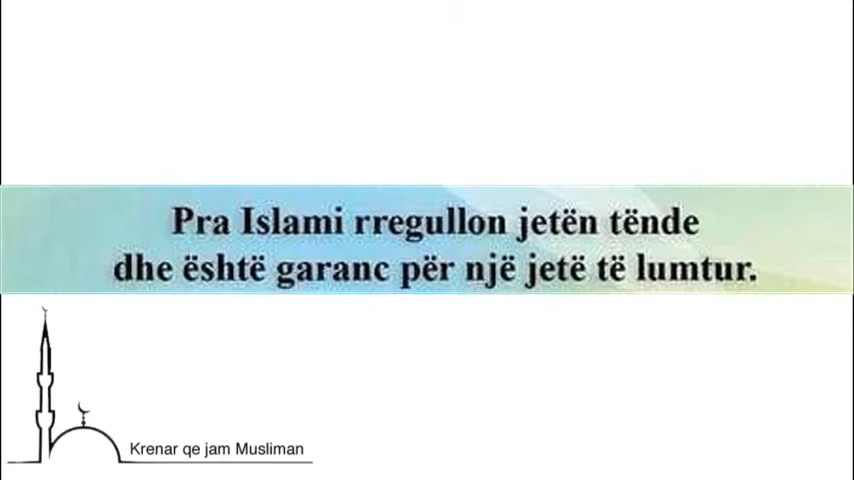 Pra Islami rregullon jetën tënde
dhe është garanc për një jetë të lumtur.
Krenar qe jam Musliman